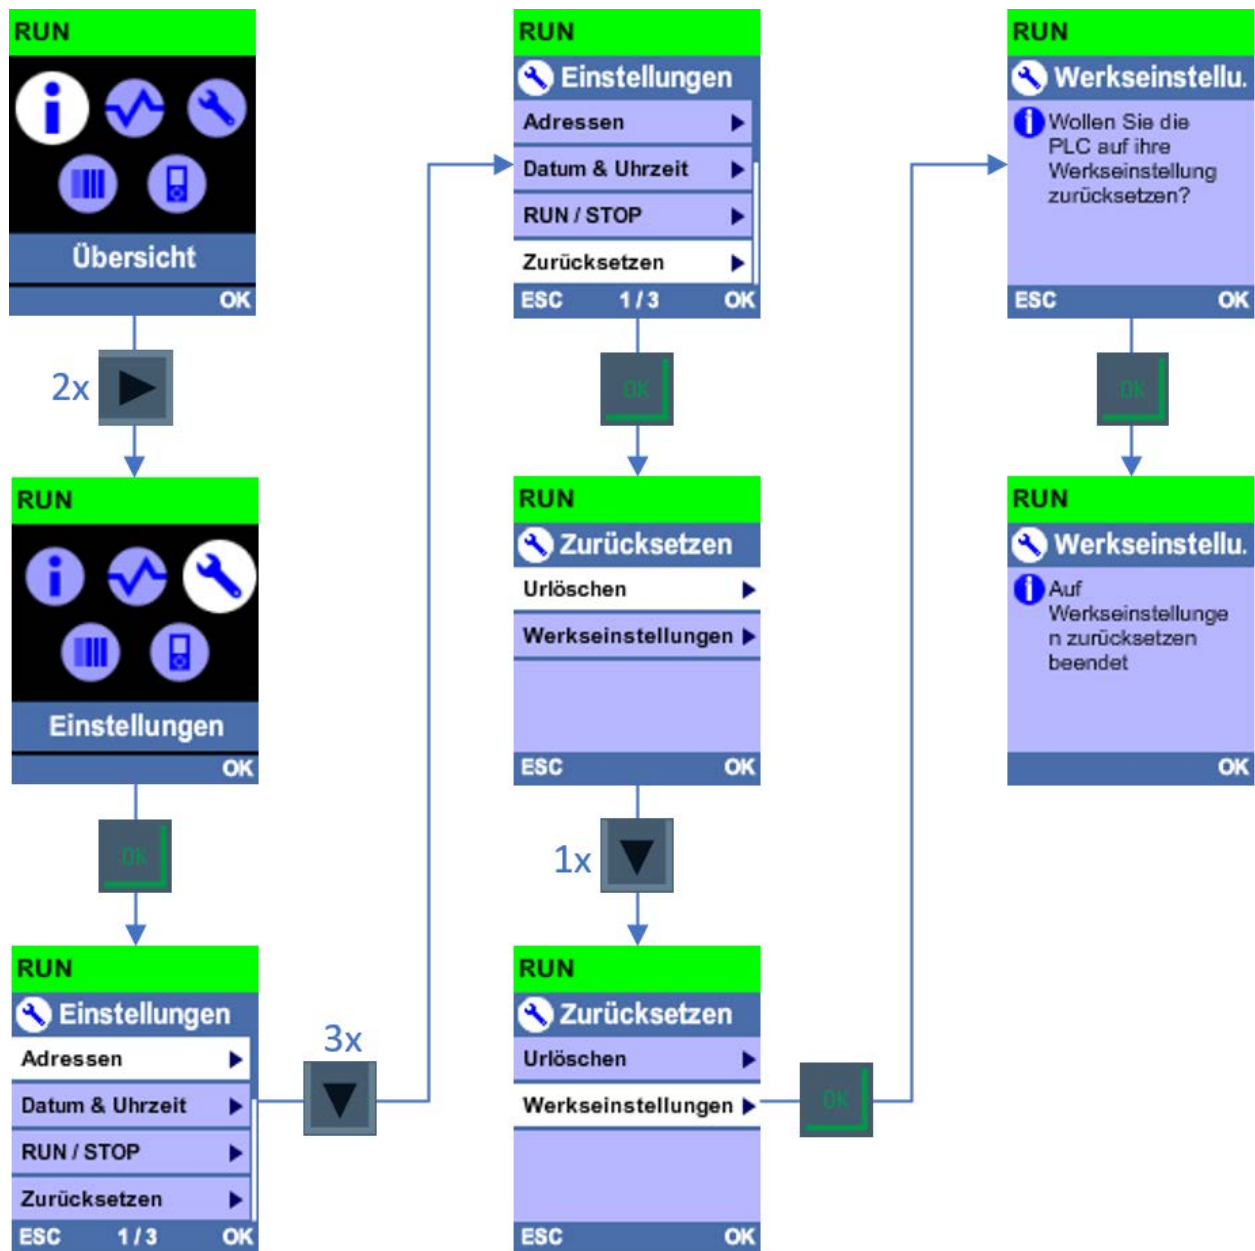 RUN
Übersicht
OK
2x
RUN
Einstellungen
OK
OK
RUN
Einstellungen
Adressen
Datum & Uhrzeit
RUN / STOP
Zurücksetzen
ESC 1 / 3 OK
3x
RUN
Einstellungen
Adressen
Datum & Uhrzeit
RUN / STOP
Zurücksetzen
ESC 1 / 3 OK
OK
RUN
Zurücksetzen
Urlöschen
Werkseinstellungen
ESC OK
1x
RUN
Zurücksetzen
Urlöschen
Werkseinstellungen
ESC OK
OK
RUN
Werkseinstellu.
Wollen Sie die
PLC auf ihre
Werkseinstellung
zurücksetzen?
ESC OK
OK
RUN
Werkseinstellu.
Auf
Werkseinstellunge
n zurücksetzen
beendet
OK